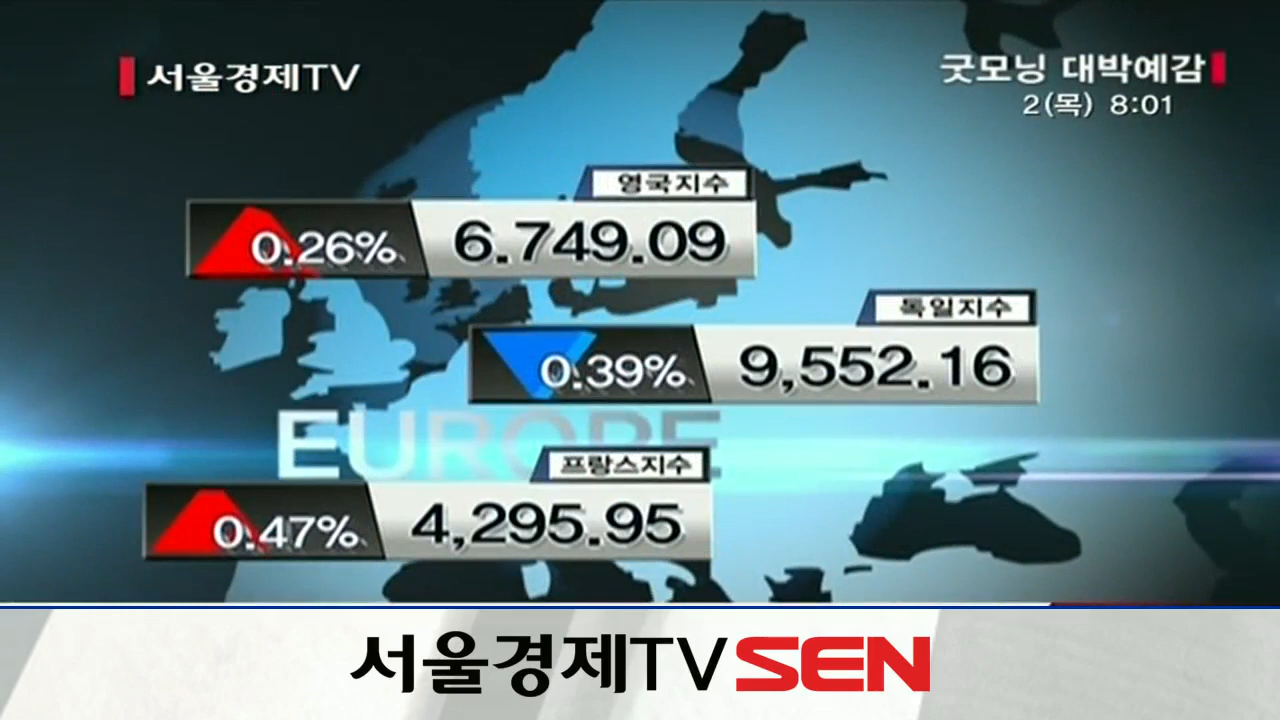 서울경제TV
굿모닝 대박예감
2(목) 8:01
영국지수
0.26% 6.749.09
독일지수
0.39% 9,552.16
EUROPE
프랑스지수
0.47% 4,295.95
서울경제TV SEN